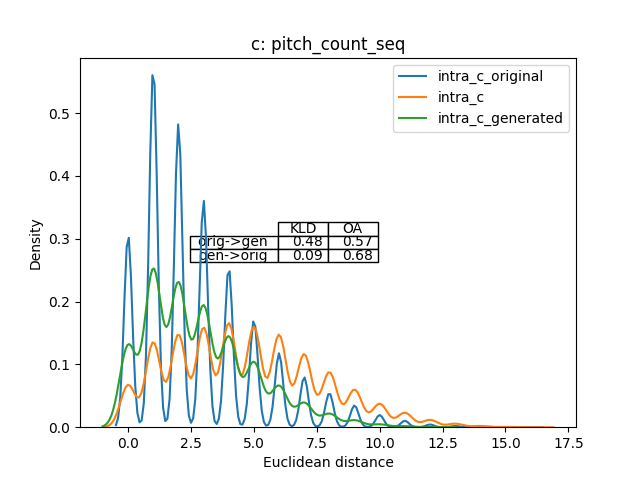 c: pitch_count_seq
intra_c_original
intra_c
intra_c_generated
KLD OA
orig->gen 0.48 0.57
gen->orig 0.09 0.68
Density
0.5
0.4
0.3
0.2
0.1
0.0
0.0 2.5 5.0 7.5 10.0 12.5 15.0 17.5
Euclidean distance